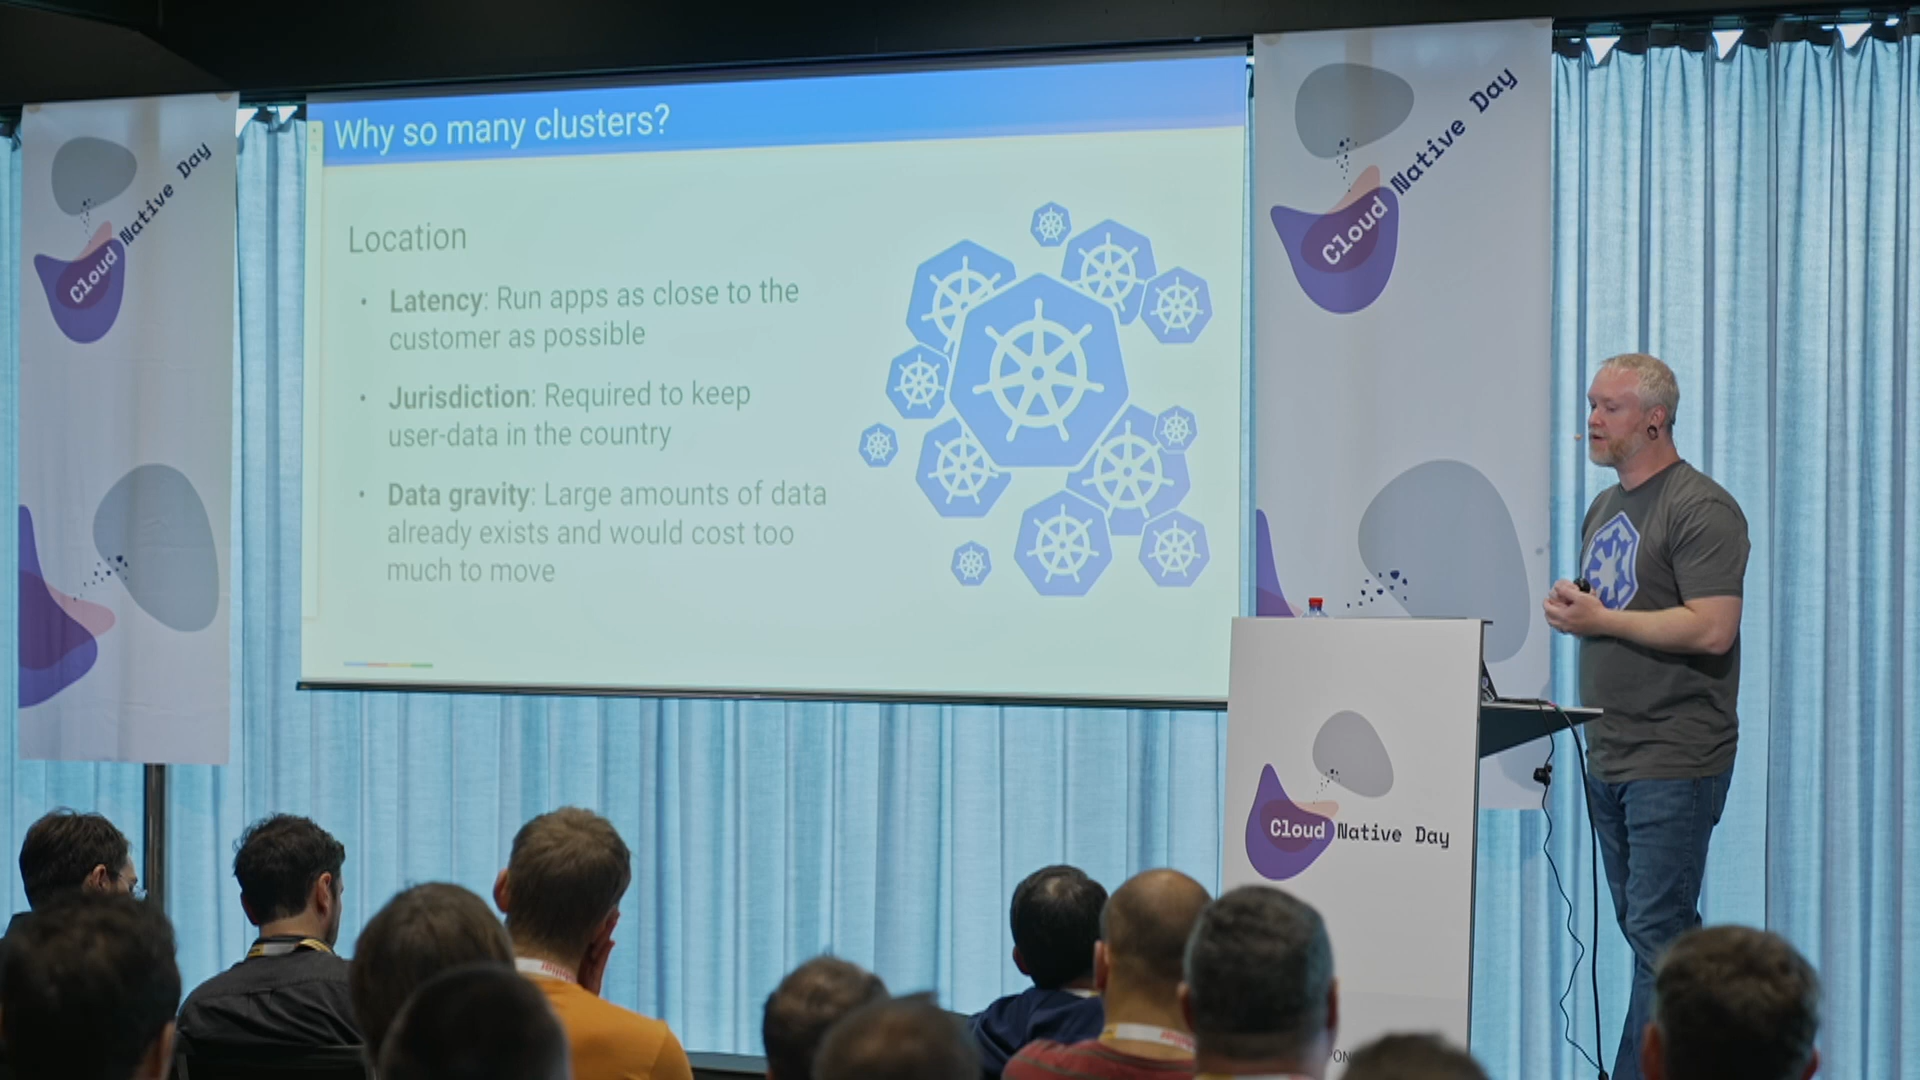 Why so many clusters?
Location
• Latency: Run apps as close to the
customer as possible
• Jurisdiction: Required to keep
user-data in the country
• Data gravity: Large amounts of data
already exists and would cost too
much to move
Cloud Native Day
Cloud Native Day
Cloud Native Day